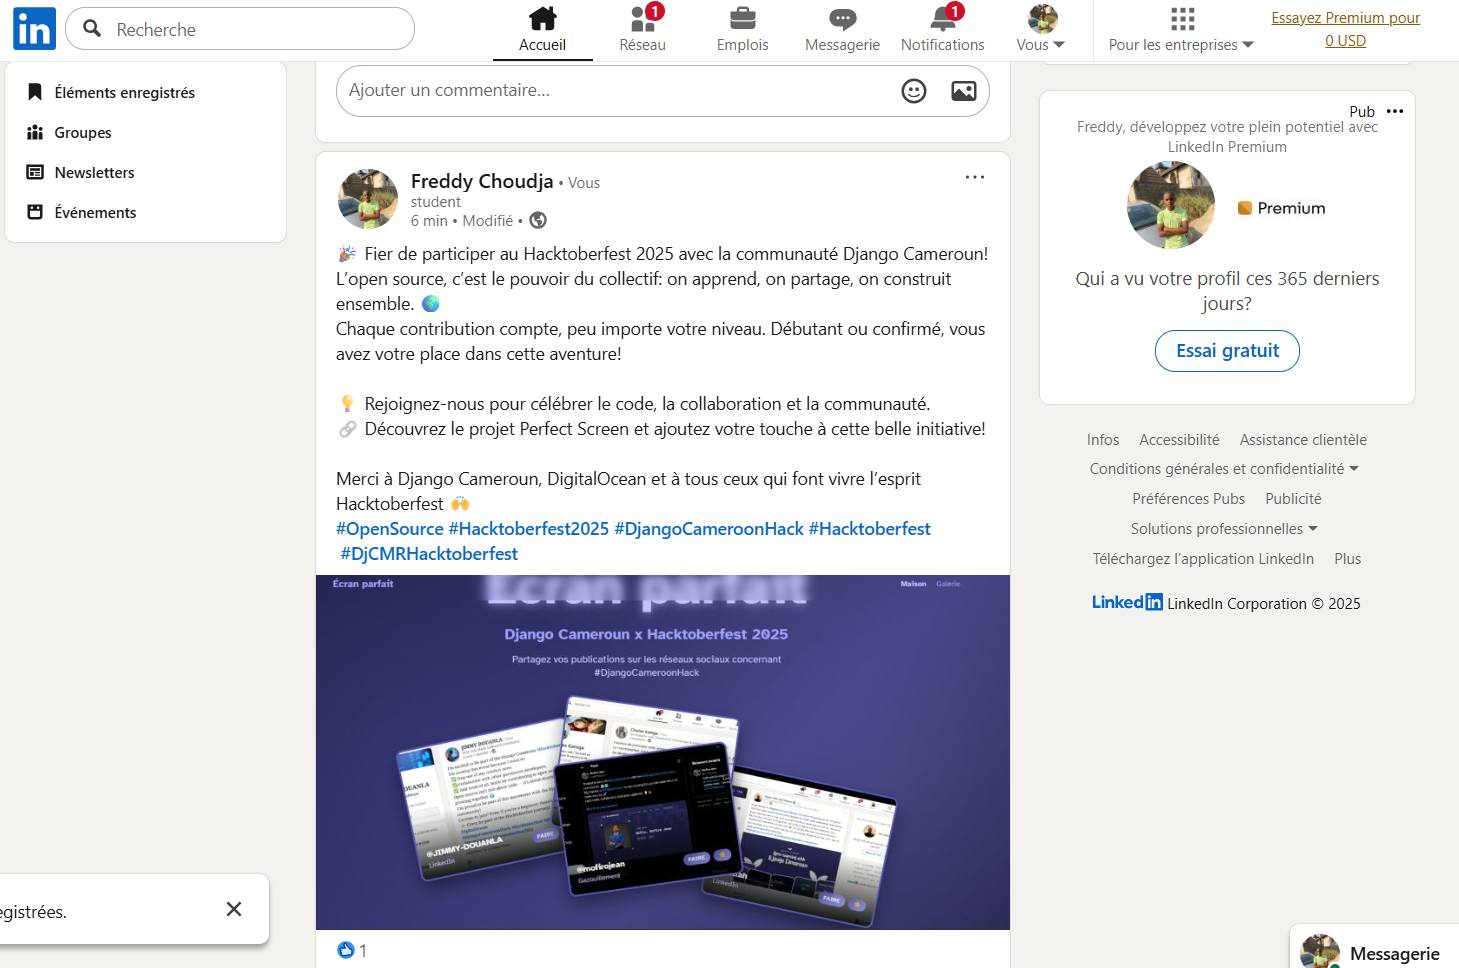 in
Recherche
Accueil
1
Réseau
Emplois
Messagerie
1
Notifications
Vous
Pour les entreprises
Essayez Premium pour
0 USD
Éléments enregistrés
Groupes
Newsletters
Événements
Ajouter un commentaire...
Freddy Choudja • Vous
student
6 min • Modifié •
Fier de participer au Hacktoberfest 2025 avec la communauté Django Cameroun!
L’open source, c’est le pouvoir du collectif: on apprend, on partage, on construit
ensemble.
Chaque contribution compte, peu importe votre niveau. Débutant ou confirmé, vous
avez votre place dans cette aventure!
Rejoignez-nous pour célébrer le code, la collaboration et la communauté.
Découvrez le projet Perfect Screen et ajoutez votre touche à cette belle initiative!
Merci à Django Cameroun, DigitalOcean et à tous ceux qui font vivre l’esprit
Hacktoberfest
#OpenSource #Hacktoberfest2025 #DjangoCameroonHack #Hacktoberfest
#DjCMRHacktoberfest
Écran parfait
Maison Galerie
Écran parfait
Django Cameroun x Hacktoberfest 2025
Partagez vos publications sur les réseaux sociaux concernant
#DjangoCameroonHack
JIMMY DOUANLA
@JIMMY-DOUANLA
LinkedIn
FAIRE
@mofirojean
Gazouillement
FAIRE
LinkedIn
FAIRE
1
Pub
Freddy, développez votre plein potentiel avec
LinkedIn Premium
Premium
Qui a vu votre profil ces 365 derniers
jours?
Essai gratuit
Infos Accessibilité Assistance clientèle
Conditions générales et confidentialité
Préférences Pubs Publicité
Solutions professionnelles
Téléchargez l’application LinkedIn Plus
LinkedIn LinkedIn Corporation © 2025
egistrées.
Messagerie